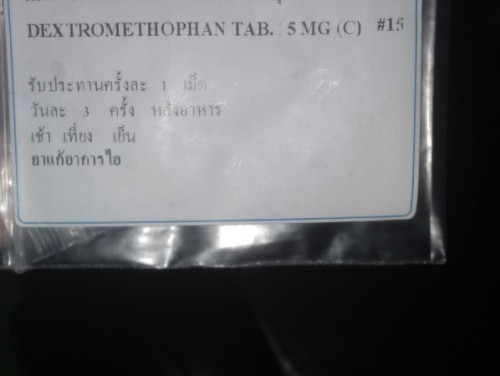 DEXTROMETHOPHAN TAB. : 5 MG (C) #15
รับประทานครั้งละ 1 เม็ด
วันละ 3 ครั้ง หลังอาหาร
เช้า เที่ยง เย็น
ยาแก้อาการไอ